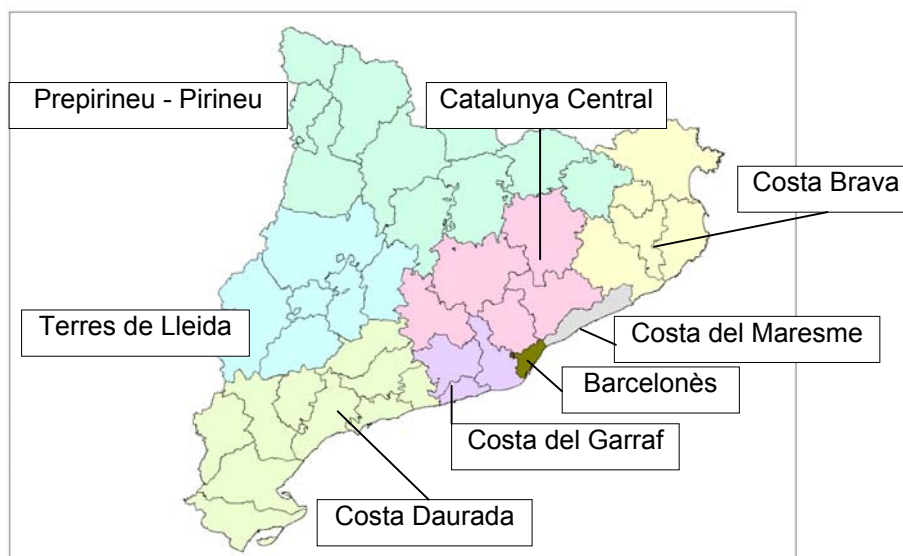 Prepirineu - Pirineu
Catalunya Central
Costa Brava
Terres de Lleida
Costa del Maresme
Barcelonès
Costa del Garraf
Costa Daurada